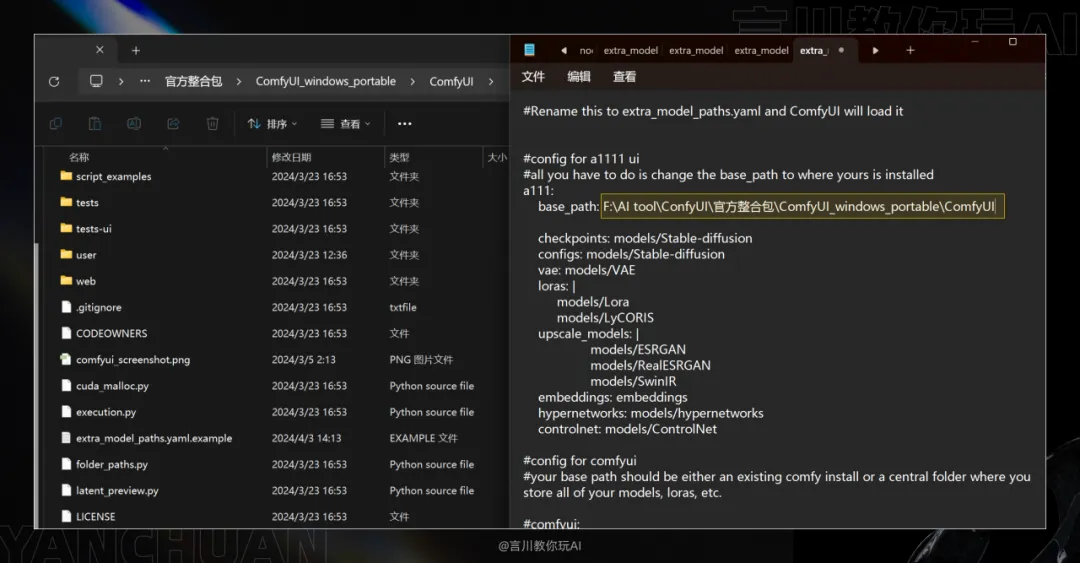 言川教你玩AI
官方整合包 ComfyUI_windows_portable ComfyUI
排序 查看
名称 修改日期 类型 大小
script_examples 2024/3/23 16:53 文件夹
tests 2024/3/23 16:53 文件夹
tests-ui 2024/3/23 16:53 文件夹
user 2024/3/23 12:36 文件夹
web 2024/3/23 16:53 文件夹
.gitignore 2024/3/23 16:53 txtfile
CODEOWNERS 2024/3/23 16:53 文件
comfyui_screenshot.png 2024/3/5 2:13 PNG 图片文件
cuda_malloc.py 2024/3/23 16:53 Python source file
execution.py 2024/3/23 16:53 Python source file
extra_model_paths.yaml.example 2024/4/3 14:13 EXAMPLE 文件
folder_paths.py 2024/3/23 16:53 Python source file
latent_preview.py 2024/3/23 16:53 Python source file
LICENSE 2024/3/23 16:53 文件
extra_model extra_model extra_model extra_
文件 编辑 查看
#Rename this to extra_model_paths.yaml and ComfyUI will load it
#config for a1111 ui
#all you have to do is change the base_path to where yours is installed
a111:
base_path: F:\AI tool\ConfyUI\官方整合包\ComfyUI_windows_portable\ComfyUI
checkpoints: models/Stable-diffusion
configs: models/Stable-diffusion
vae: models/VAE
loras: |
models/Lora
models/LyCORIS
upscale_models: |
models/ESRGAN
models/RealESRGAN
models/SwinIR
embeddings: embeddings
hypernetworks: models/hypernetworks
controlnet: models/ControlNet
#config for comfyui
#your base path should be either an existing comfy install or a central folder where you
store all of your models, loras, etc.
#comfyui:
YANCHUAN
@言川教你玩AI